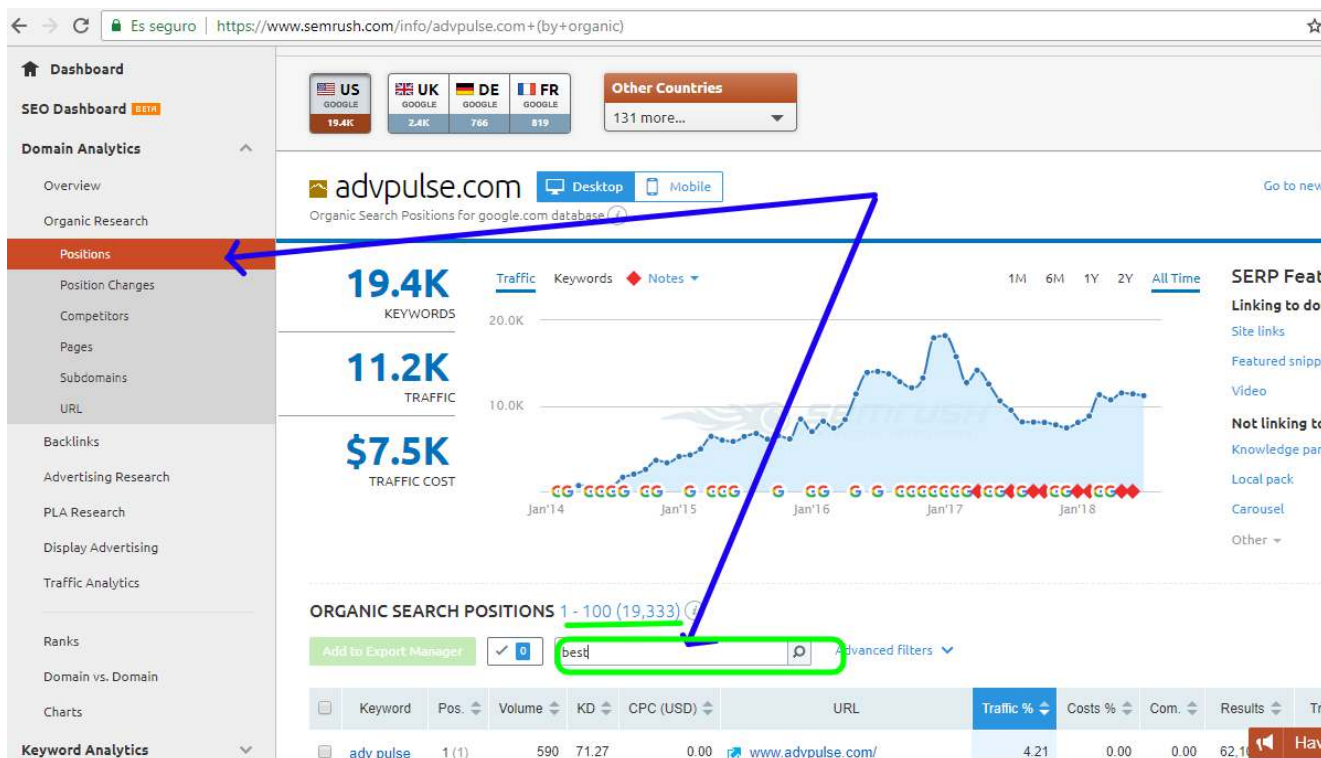 Es seguro https://www.semrush.com/info/advpulse.com+(by+organic)
Dashboard
SEO Dashboard BETA
Domain Analytics
Overview
Organic Research
Positions
Position Changes
Competitors
Pages
Subdomains
URL
Backlinks
Advertising Research
PLA Research
Display Advertising
Traffic Analytics
Ranks
Domain vs. Domain
Charts
Keyword Analytics
US UK DE FR
GOOGLE GOOGLE GOOGLE GOOGLE
19.4K 2.4K 766 819
Other Countries
131 more...
advpulse.com Desktop Mobile
Go to new
Organic Search Positions for google.com database
19.4K
KEYWORDS
11.2K
TRAFFIC
$7.5K
TRAFFIC COST
Traffic Keywords Notes 1M 6M 1Y 2Y All Time
20.0K
10.0K
SEMRUSH
Jan'14 Jan'15 Jan'16 Jan'17 Jan'18
SERP Feat
Linking to do
Site links
Featured snipp
Video
Not linking to
Knowledge pan
Local pack
Carousel
Other
ORGANIC SEARCH POSITIONS 1 - 100 (19,333)
Add to Export Manager 0 best Advanced filters
Keyword Pos. Volume KD CPC (USD) URL Traffic % Costs % Com. Results Tr
adv pulse 1 (1) 590 71.27 0.00 www.advpulse.com/ 4.21 0.00 0.00 62,1
Hav